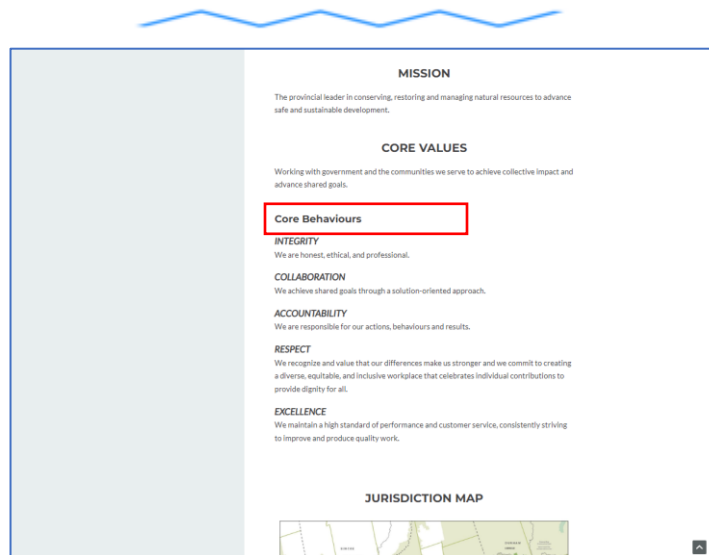 MISSION
The provincial leader in conserving, restoring and managing natural resources to advance
safe and sustainable development.
CORE VALUES
Working with government and the communities we serve to achieve collective impact and
advance shared goals.
Core Behaviours
INTEGRITY
We are honest, ethical, and professional.
COLLABORATION
We achieve shared goals through a solution-oriented approach.
ACCOUNTABILITY
We are responsible for our actions, behaviours and results.
RESPECT
We recognize and value that our differences make us stronger and we commit to creating
a diverse, equitable, and inclusive workplace that celebrates individual contributions to
provide dignity for all.
EXCELLENCE
We maintain a high standard of performance and customer service, consistently striving
to improve and produce quality work.
JURISDICTION MAP